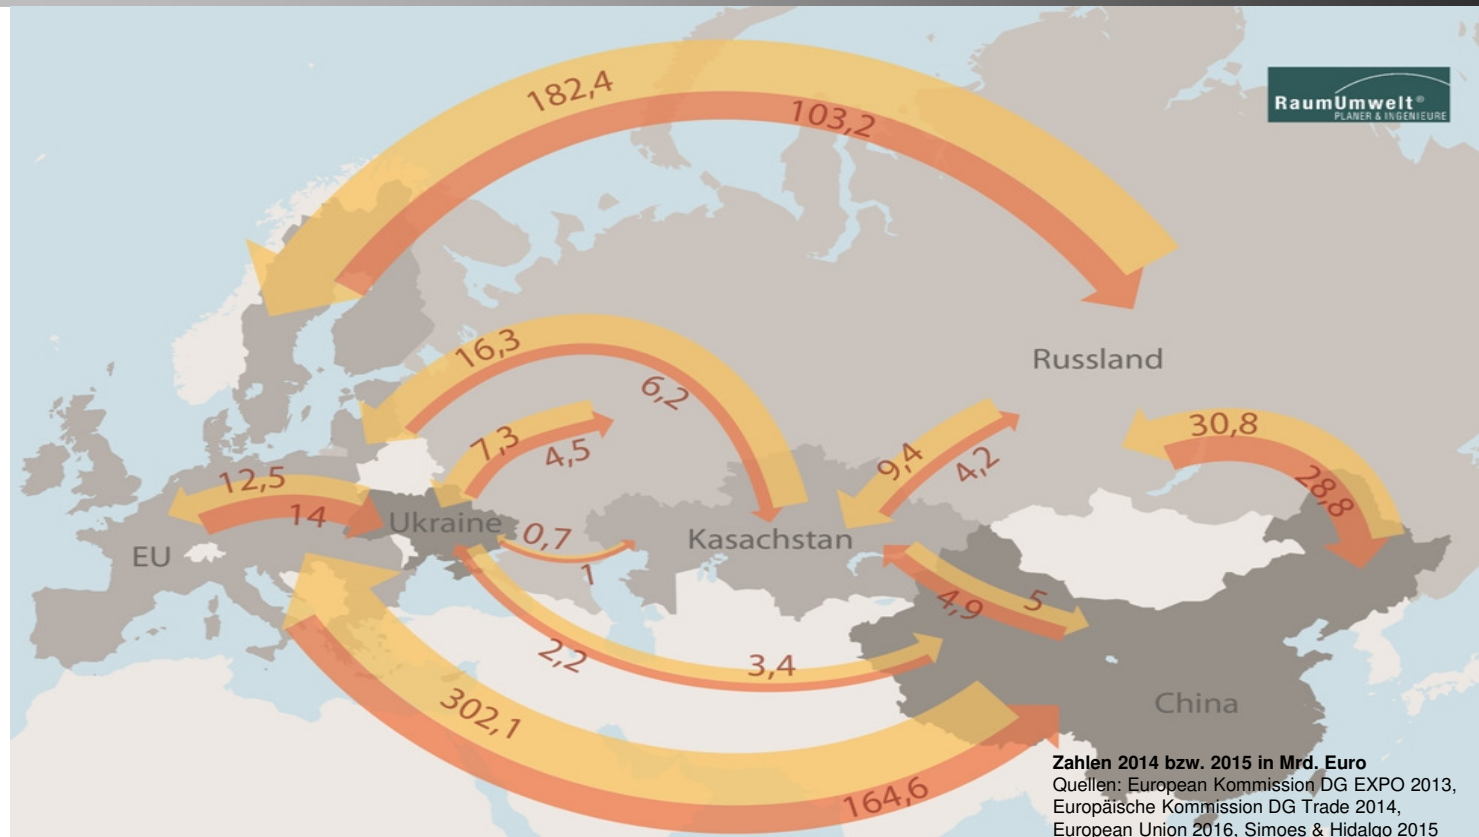 182,4
103,2
RaumUmwelt®
PLANER & INGENIEURE
16,3
6,2
Russland
7,3
4,5
9,4
4,2
30,8
28,8
12,5
14
Ukraine
EU
0,7
1
Kasachstan
4,9
5
2,2
3,4
302,1
164,6
China
Zahlen 2014 bzw. 2015 in Mrd. Euro
Quellen: European Kommission DG EXPO 2013,
Europäische Kommission DG Trade 2014,
European Union 2016, Simoes & Hidalgo 2015